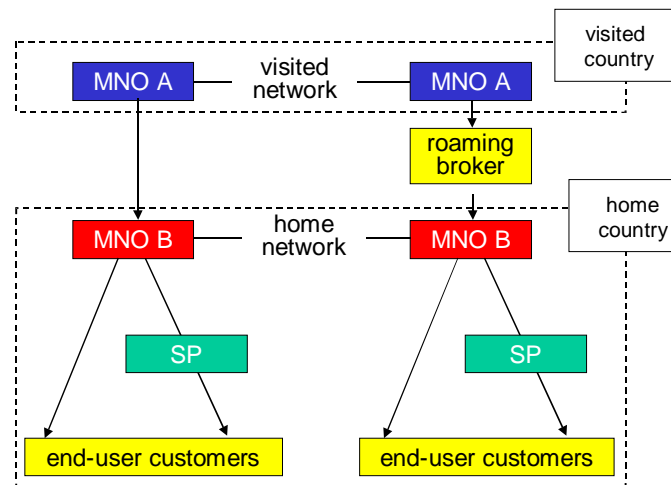 visited
country
MNO A
visited
network
MNO A
roaming
broker
home
country
MNO B
home
network
MNO B
SP
SP
end-user customers
end-user customers